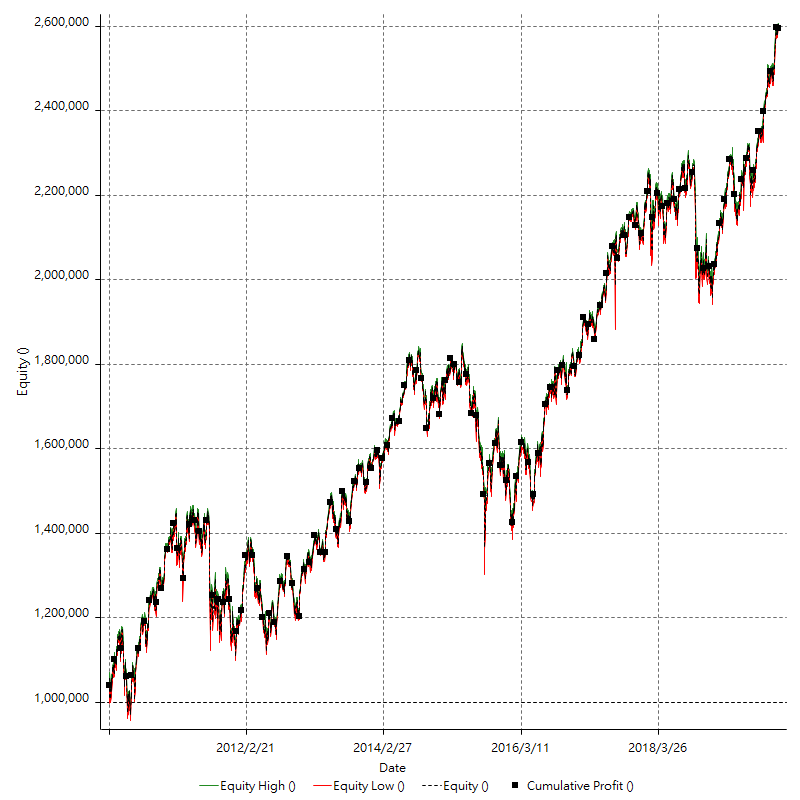 2,600,000
2,400,000
2,200,000
2,000,000
1,800,000
1,600,000
1,400,000
1,200,000
1,000,000
Equity ()
2012/2/21 2014/2/27 2016/3/11 2018/3/26
Date
Equity High () Equity Low () Equity () Cumulative Profit ()